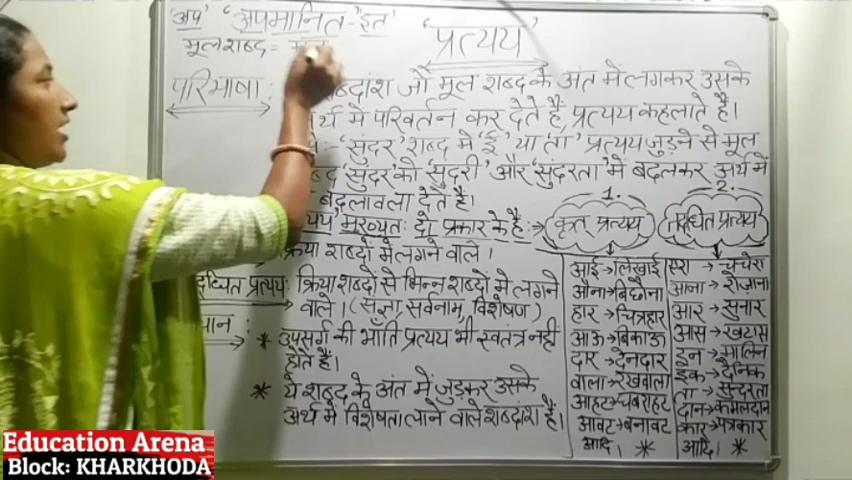 'अप' 'अपमानित - 'इत'
मूल शब्द = मान
'प्रत्यय'
परिभाषा: शब्दांश जो मूल शब्द के अंत में लगकर उसके
अर्थ में परिवर्तन कर देते हैं, प्रत्यय कहलाते हैं।
:- 'सुंदर' शब्द में 'ई' या 'ता' प्रत्यय जुड़ने से मूल
'सुंदर' को 'सुंदरी' और 'सुंदरता' में बदलकर अर्थ में
बदलावला देता है।
मुख्यतः दो प्रकार के हैं :→
क्रिया शब्दों में लगने वाले।
प्रत्ययः क्रिया शब्दों से भिन्न शब्दों में लगने
वाले। (संज्ञा, सर्वनाम, विशेषण)
* उपसर्ग की भाँति प्रत्यय भी स्वतंत्र नही
होते हैं।
* ये शब्द के अंत में जुड़कर उसके
अर्थ में विशेषता लाने वाले शब्दांश हैं।
1.
कृत् प्रत्यय
आई→लिखाई
औना→बिछौना
हार→चित्रहार
आऊ→बिकाऊ
दार→देनदार
वाला→रखवाला
आहट→घबराहट
आवट→बनावट
आदि। *
2.
तद्धित प्रत्यय
एरा→चचेरा
आना→रोज़ाना
आर→सुनार
आस→खटास
इन→मालिन
इक→दैनिक
ता→सुन्दरता
दान→कमलदान
कार→पत्रकार
आदि। *
Education Arena
Block: KHARKHODA